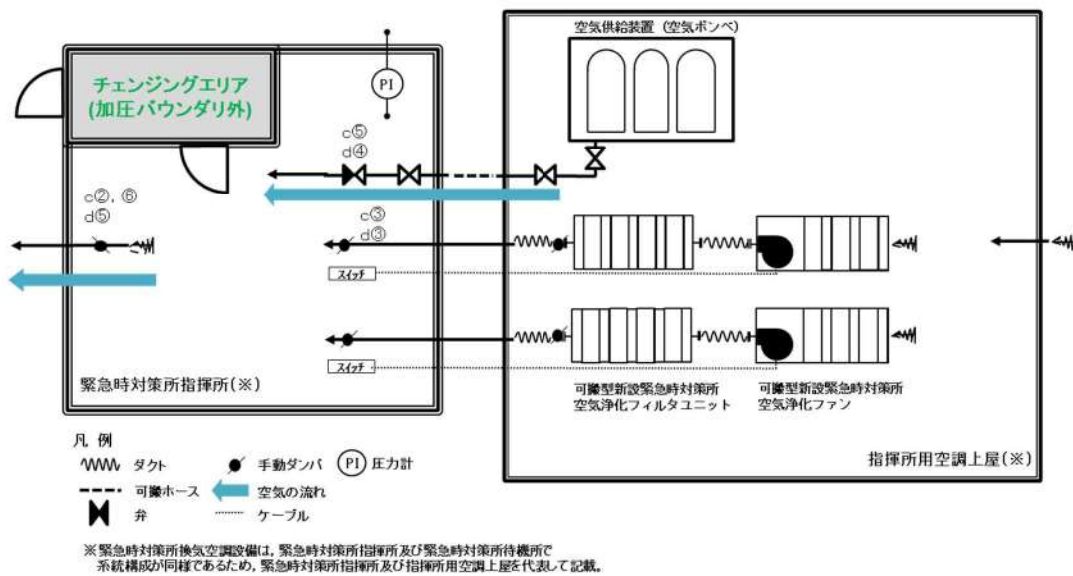 空気供給装置(空気ボンベ)
チェンジングエリア
(加圧バウンダリ外)
PI
c⑤
d④
c②, ⑥
d⑤
c③
d③
スイッチ
スイッチ
緊急時対策所指揮所(※)
可搬型新設緊急時対策所
空気浄化フィルタユニット
可搬型新設緊急時対策所
空気浄化ファン
指揮所用空調上屋(※)
凡 例
ダクト
手動ダンパ
PI 圧力計
可搬ホース
空気の流れ
弁
ケーブル
※緊急時対策所換気空調設備は,緊急時対策所指揮所及び緊急時対策所待機所で
系統構成が同様であるため,緊急時対策所指揮所及び指揮所用空調上屋を代表して記載。